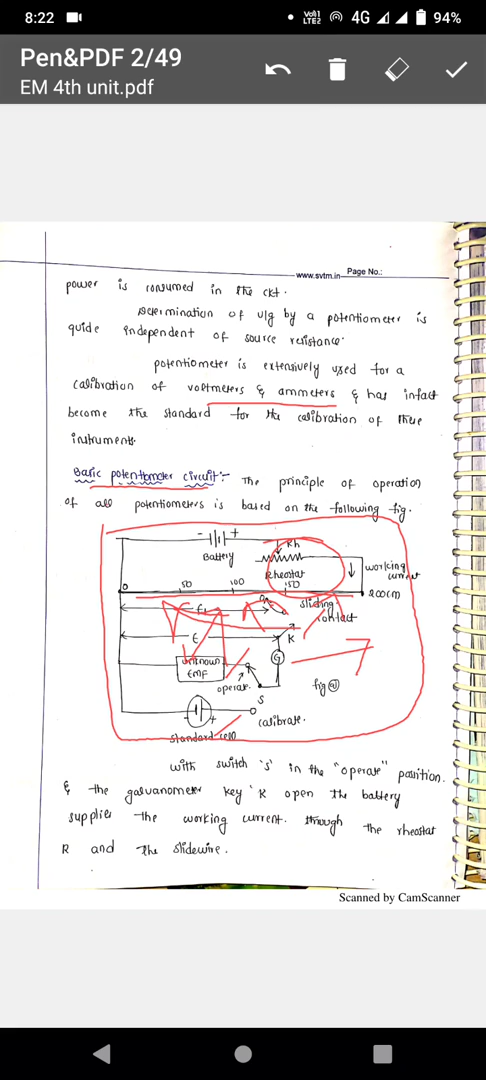 8:22
Vo1)
LTE2
4G
94%
Pen&PDF 2/49
EM 4th unit.pdf
www.svtm.in Page No.:
power is consumed in the ckt.
Determination of v/g by a potentiometer is
quide independent of source resistance.
potentiometer is extensively used for a
calibration of voltmeters & ammeters & has infact
become the standard for the calibration of these
instruments.
Basic potentiometer circuit:- The principle of operation
of all potentiometers is based on the following fig.
- +
Battery
Rh
Rheostat
working
current
0
50
100
150
200cm
E1
sliding
contact
E
K
G
unknown
EMF
operate
S
fig (a)
+
calibrate.
standard cell
with switch 's' in the "operate" position.
& the galvanometer key 'K open the battery
supplies the working current. through the rheostat
R and the slidewire.
Scanned by CamScanner